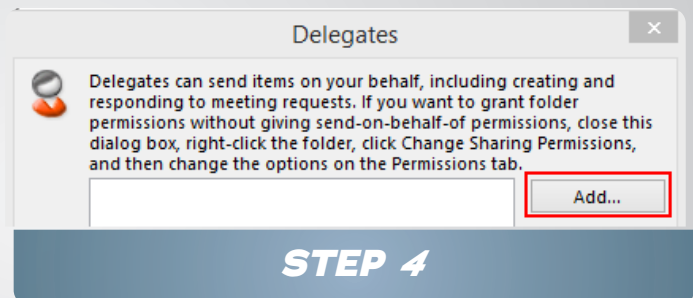 Delegates
Delegates can send items on your behalf, including creating and
responding to meeting requests. If you want to grant folder
permissions without giving send-on-behalf-of permissions, close this
dialog box, right-click the folder, click Change Sharing Permissions,
and then change the options on the Permissions tab.
Add...
STEP 4